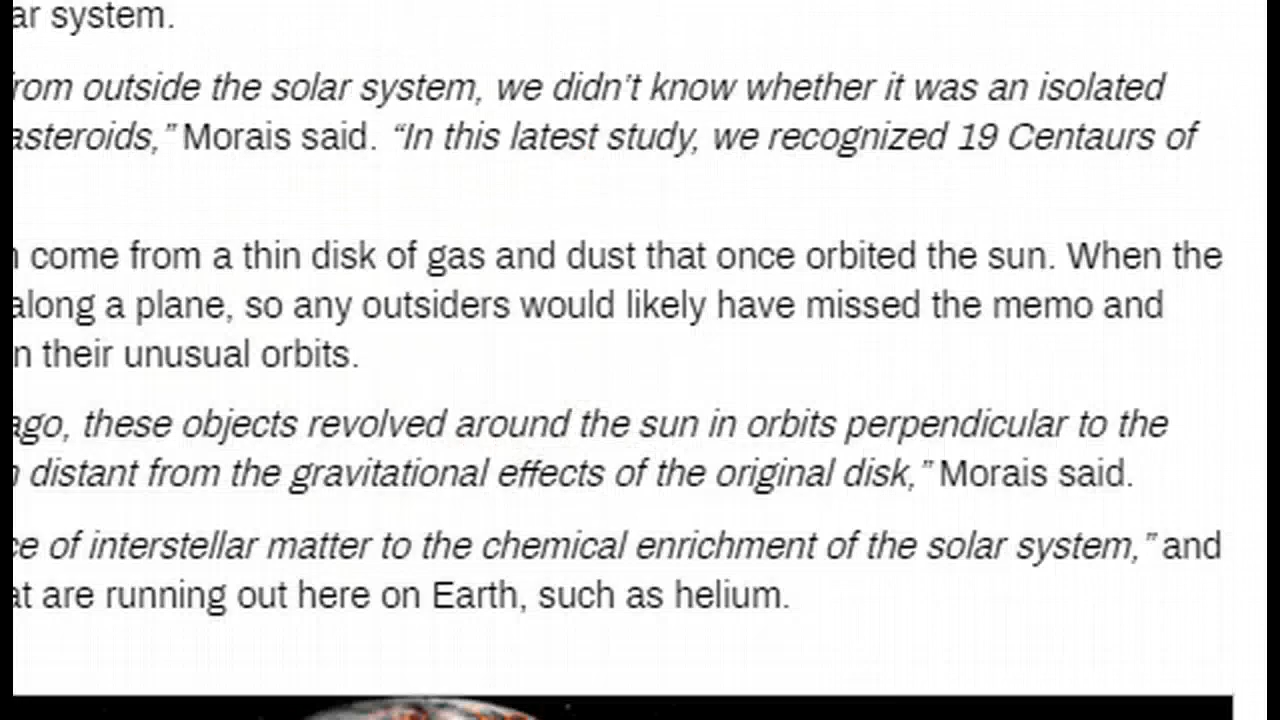 ar system.
rom outside the solar system, we didn’t know whether it was an isolated
asteroids,” Morais said. “In this latest study, we recognized 19 Centaurs of
come from a thin disk of gas and dust that once orbited the sun. When the
along a plane, so any outsiders would likely have missed the memo and
n their unusual orbits.
ago, these objects revolved around the sun in orbits perpendicular to the
distant from the gravitational effects of the original disk,” Morais said.
ce of interstellar matter to the chemical enrichment of the solar system,” and
at are running out here on Earth, such as helium.